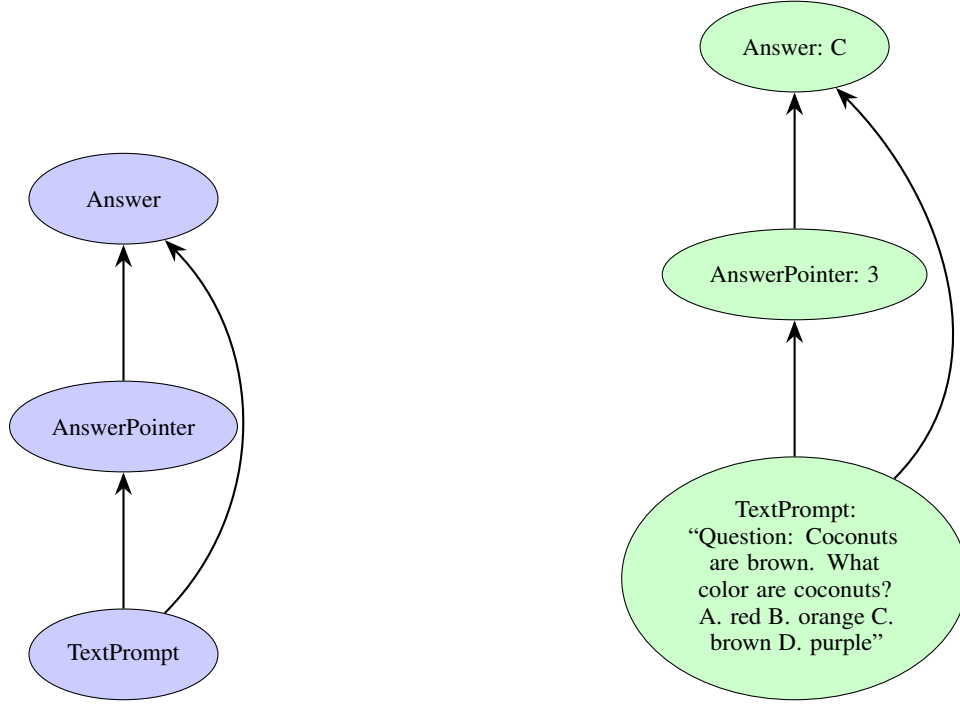 Answer
AnswerPointer
TextPrompt
Answer: C
AnswerPointer: 3
TextPrompt:
“Question: Coconuts
are brown. What
color are coconuts?
A. red B. orange C.
brown D. purple”